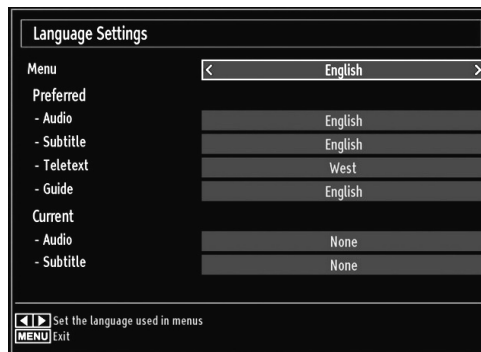 Language Settings
Menu < English >
Preferred
- Audio English
- Subtitle English
- Teletext West
- Guide English
Current
- Audio None
- Subtitle None
Set the language used in menus
MENU Exit